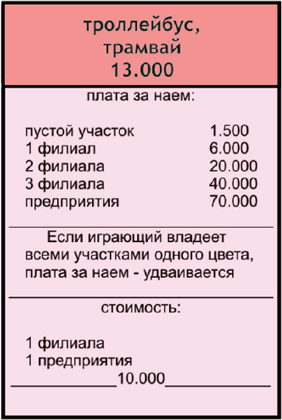 троллейбус,
трамвай
13.000
плата за наем:
пустой участок 1.500
1 филиал 6.000
2 филиала 20.000
3 филиала 40.000
предприятия 70.000
Если играющий владеет
всеми участками одного цвета,
плата за наем - удваивается
стоимость:
1 филиала
1 предприятия
10.000